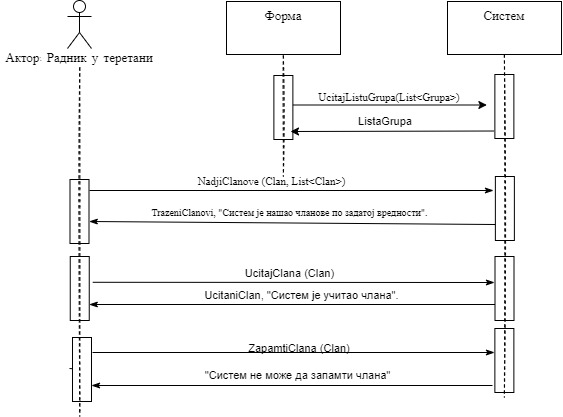 Форма
Систем
Актор: Радник у теретани
UcitajListuGrupa(List<Grupa>)
ListaGrupa
NadjiClanove (Clan, List<Clan>)
TrazeniClanovi, "Систем је нашао чланове по задатој вредности".
UcitajClana (Clan)
UcitaniClan, "Систем је учитао члана".
ZapamtiClana (Clan)
"Систем не може да запамти члана"